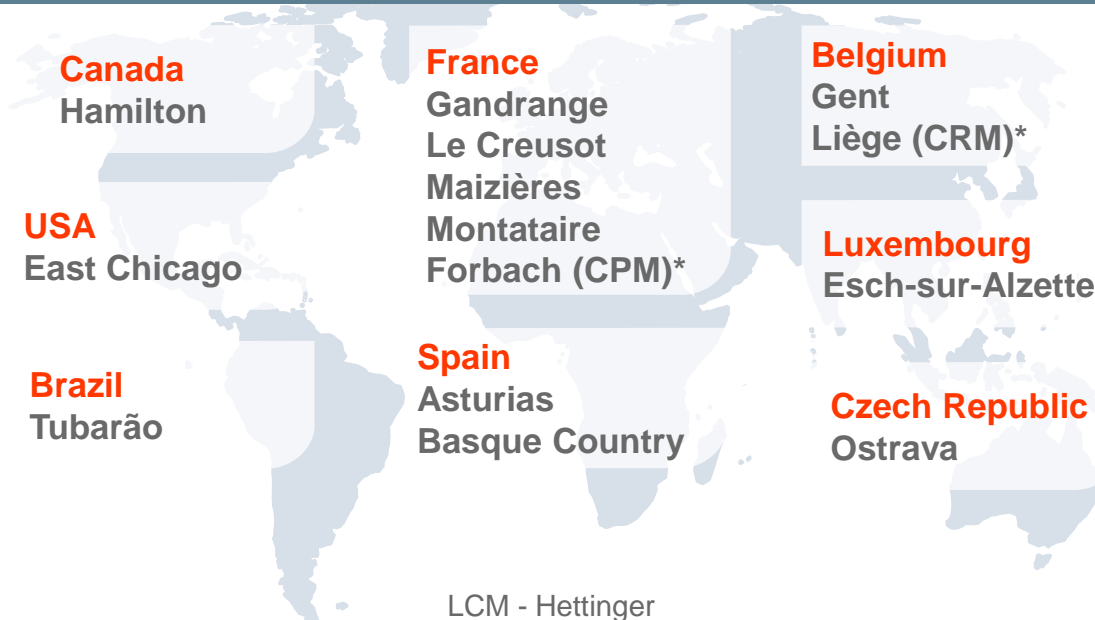 Canada
Hamilton
USA
East Chicago
Brazil
Tubarão
France
Gandrange
Le Creusot
Maizières
Montataire
Forbach (CPM)*
Spain
Asturias
Basque Country
Belgium
Gent
Liège (CRM)*
Luxembourg
Esch-sur-Alzette
Czech Republic
Ostrava
LCM - Hettinger